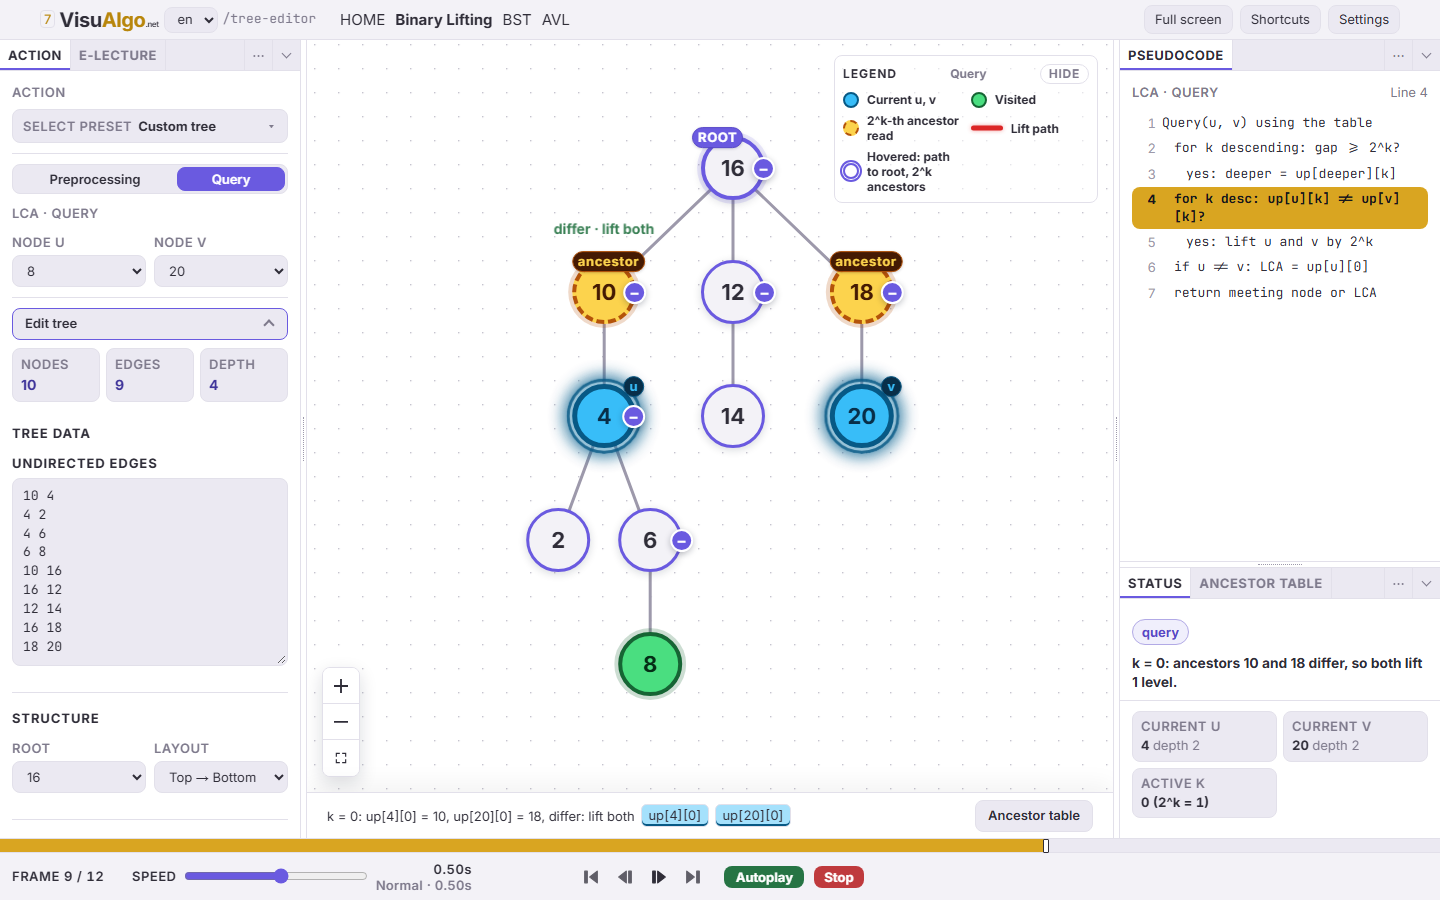 7 VisuAlgo.net en /tree-editor HOME Binary Lifting BST AVL Full screen Shortcuts Settings
ACTION E-LECTURE
ACTION
SELECT PRESET Custom tree
Preprocessing Query
LCA · QUERY
NODE U NODE V
8 20
Edit tree
NODES EDGES DEPTH
10 9 4
TREE DATA
UNDIRECTED EDGES
10 4
4 2
4 6
6 8
10 16
16 12
12 14
16 18
18 20
STRUCTURE
ROOT LAYOUT
16 Top → Bottom
LEGEND Query HIDE
Current u, v Visited
2^k-th ancestor read Lift path
Hovered: path to root, 2^k ancestors
ROOT
16
differ · lift both
ancestor ancestor
10 12 18
u v
4 14 20
2 6
8
k = 0: up[4][0] = 10, up[20][0] = 18, differ: lift both up[4][0] up[20][0] Ancestor table
PSEUDOCODE
LCA · QUERY Line 4
1 Query(u, v) using the table
2 for k descending: gap ⩾ 2^k?
3 yes: deeper = up[deeper][k]
4 for k desc: up[u][k] ≠ up[v]
[k]?
5 yes: lift u and v by 2^k
6 if u ≠ v: LCA = up[u][0]
7 return meeting node or LCA
STATUS ANCESTOR TABLE
query
k = 0: ancestors 10 and 18 differ, so both lift
1 level.
CURRENT U CURRENT V
4 depth 2 20 depth 2
ACTIVE K
0 (2^k = 1)
FRAME 9 / 12 SPEED 0.50s
Normal · 0.50s
Autoplay Stop